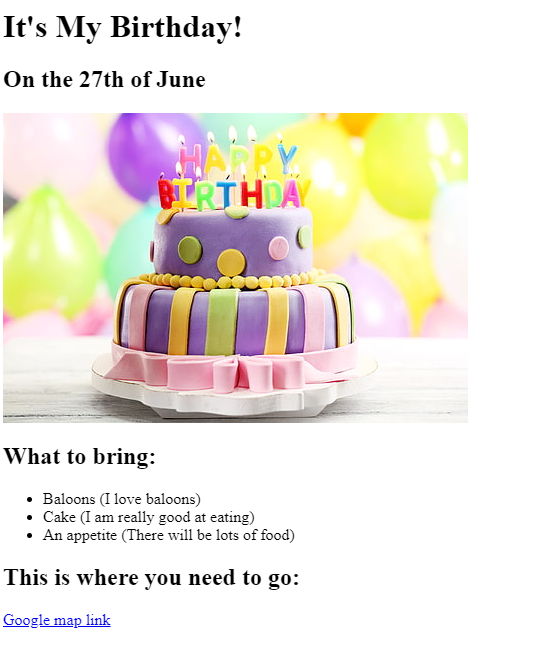 It's My Birthday!
On the 27th of June
HAPPY
BIRTHDAY
What to bring:
Baloons (I love baloons)
Cake (I am really good at eating)
An appetite (There will be lots of food)
This is where you need to go:
Google map link